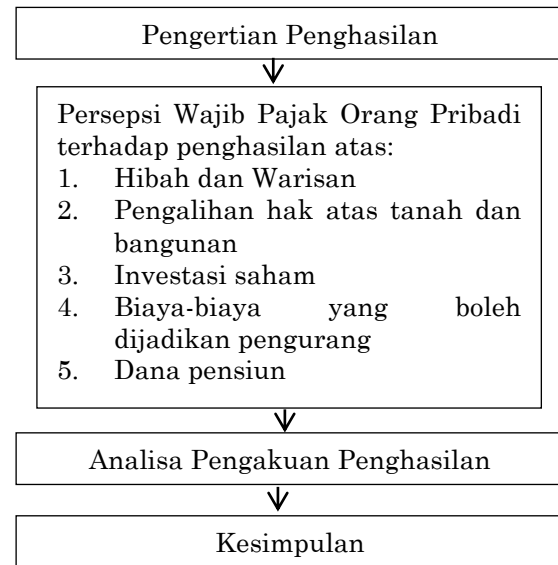 Pengertian Penghasilan
Persepsi Wajib Pajak Orang Pribadi
terhadap penghasilan atas:
1. Hibah dan Warisan
2. Pengalihan hak atas tanah dan
bangunan
3. Investasi saham
4. Biaya-biaya yang boleh
dijadikan pengurang
5. Dana pensiun
Analisa Pengakuan Penghasilan
Kesimpulan